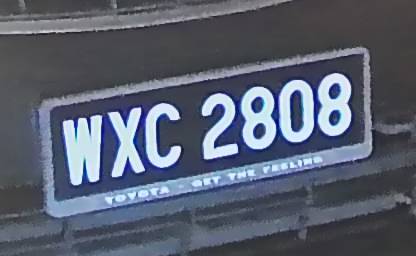 WXC 2808
TOYOTA - GET THE FEELING